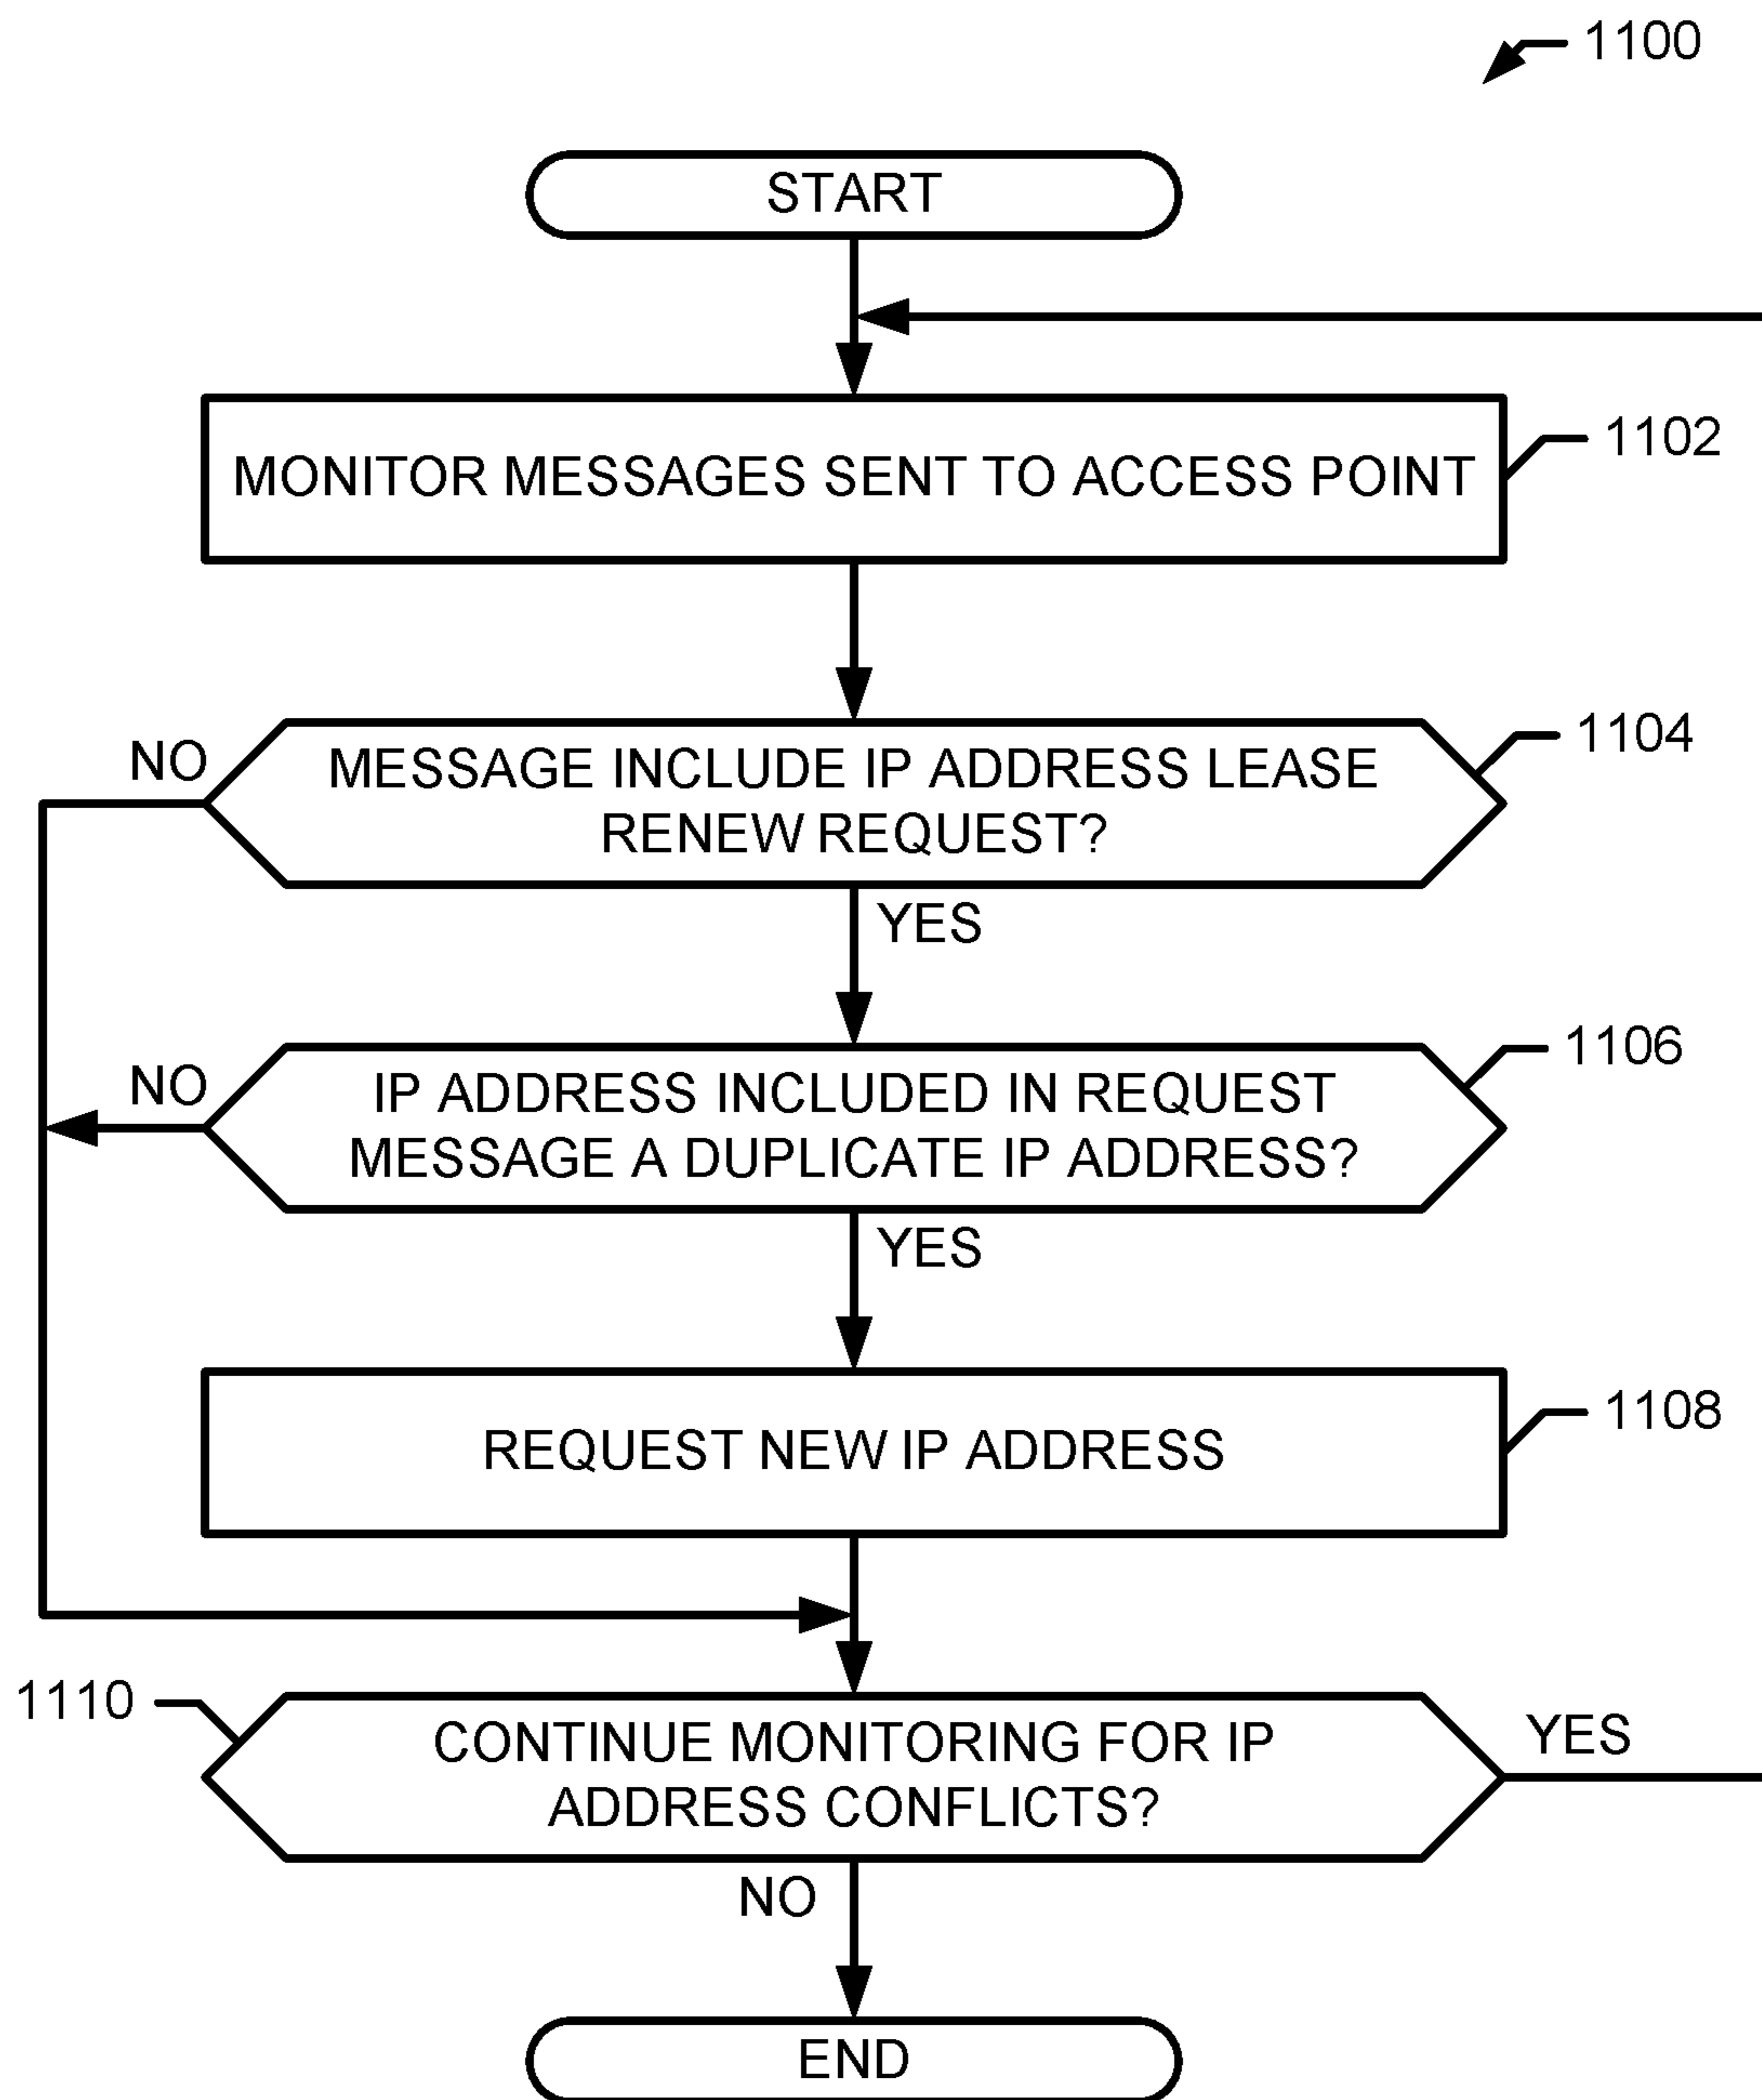 1100
START
MONITOR MESSAGES SENT TO ACCESS POINT
1102
MESSAGE INCLUDE IP ADDRESS LEASE
RENEW REQUEST?
1104
NO
YES
IP ADDRESS INCLUDED IN REQUEST
MESSAGE A DUPLICATE IP ADDRESS?
1106
NO
YES
REQUEST NEW IP ADDRESS
1108
1110
CONTINUE MONITORING FOR IP
ADDRESS CONFLICTS?
YES
NO
END